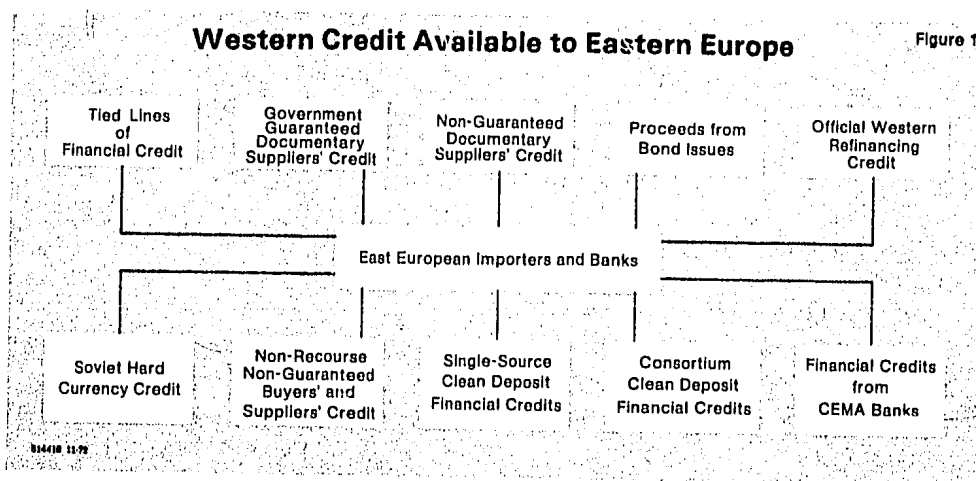 Western Credit Available to Eastern Europe
Figure 1
Tied Lines
of
Financial Credit
Government
Guaranteed
Documentary
Suppliers' Credit
Non-Guaranteed
Documentary
Suppliers' Credit
Proceeds from
Bond Issues
Official Western
Refinancing
Credit
East European Importers and Banks
Soviet Hard
Currency Credit
Non-Recourse
Non-Guaranteed
Buyers' and
Suppliers' Credit
Single-Source
Clean Deposit
Financial Credits
Consortium
Clean Deposit
Financial Credits
Financial Credits
from
CEMA Banks
514418 11-72